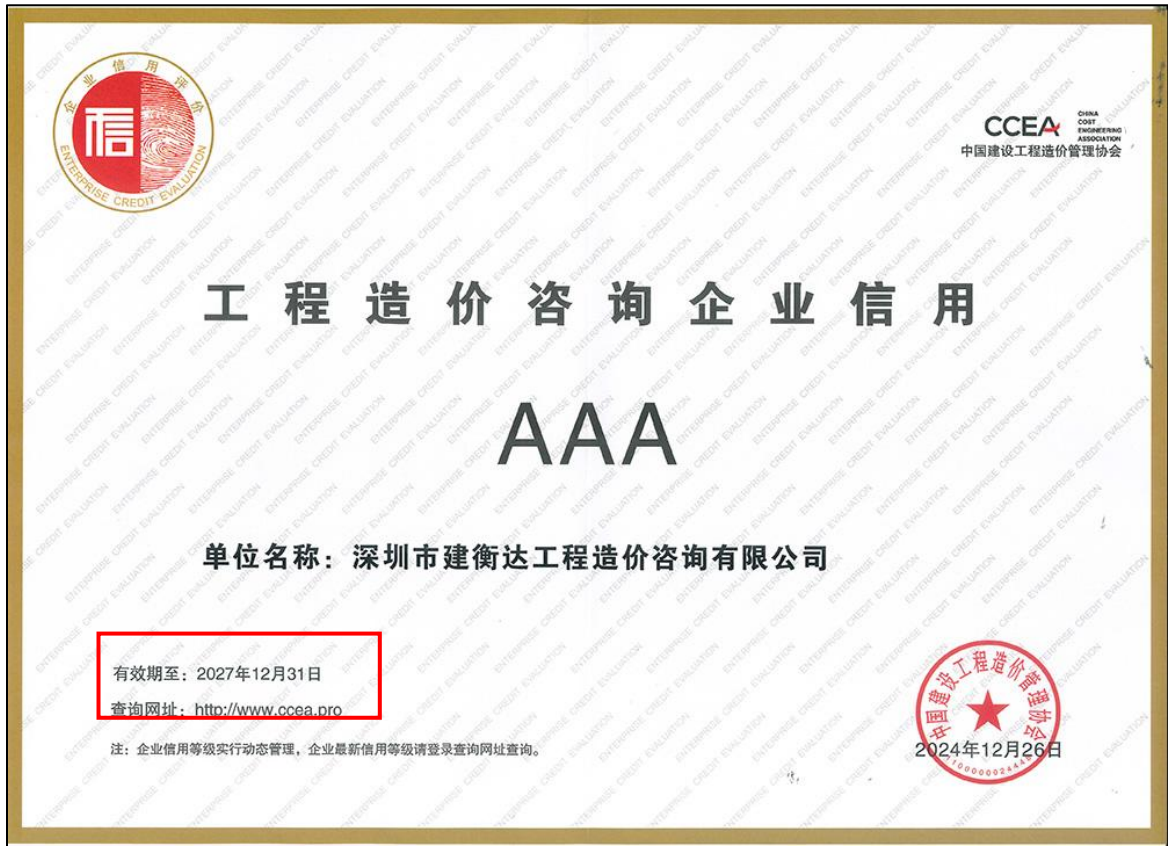 企业信用评价
ENTERPRISE CREDIT EVALUATION
CCEA CHINA COST ENGINEERING ASSOCIATION
中国建设工程造价管理协会
工程造价咨询企业信用
AAA
单位名称：深圳市建衡达工程造价咨询有限公司
有效期至：2027年12月31日
查询网址：http://www.ccea.pro
注：企业信用等级实行动态管理，企业最新信用等级请登录查询网址查询。
中国建设工程造价管理协会
2024年12月26日